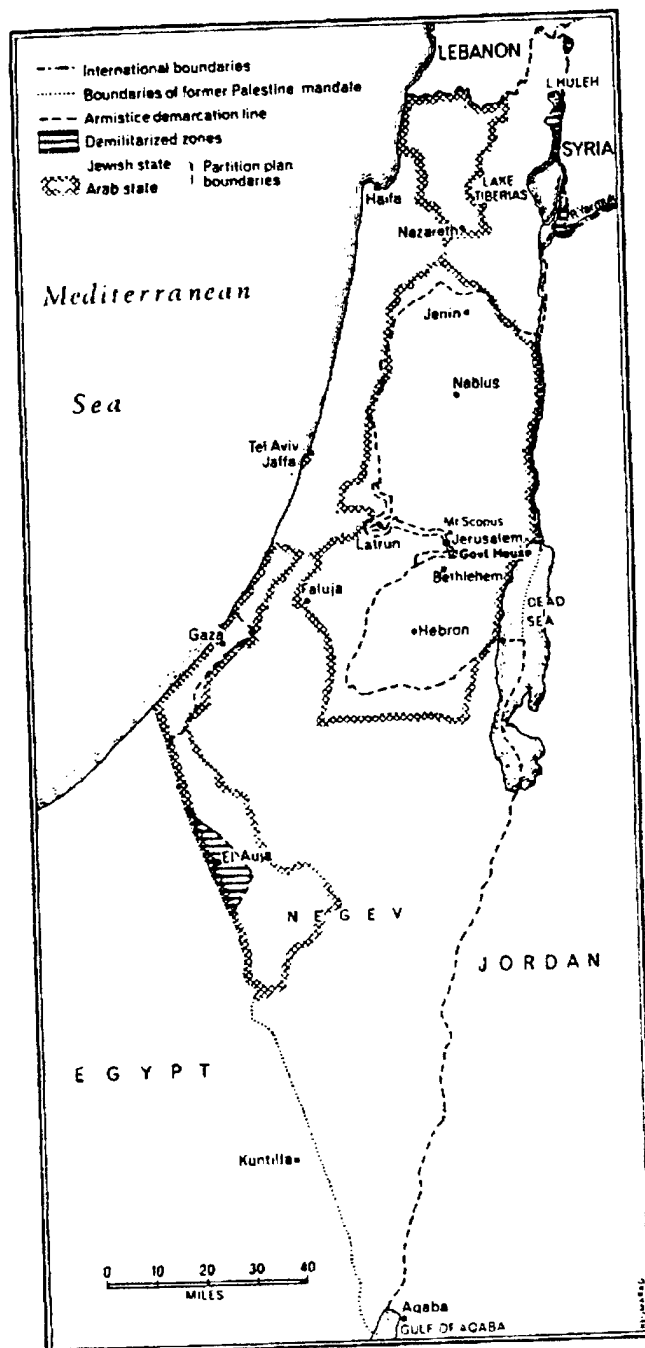 International boundaries
Boundaries of former Palestine mandate
Armistice demarcation line
Demilitarized zones
Jewish state
Arab state
Partition plan
boundaries
LEBANON
L. HULEH
SYRIA
LAKE
TIBERIAS
Haifa
Nazareth
Mediterranean
Sea
Jenin
Nablus
Tel Aviv
Jaffa
Mt Scopus
Jerusalem
Latrun
Govt House
Bethlehem
Faluja
DEAD
SEA
Gaza
Hebron
El Auja
NEGEV
JORDAN
EGYPT
Kuntilla
0 20 30 40
MILES
Aqaba
GULF OF AQABA